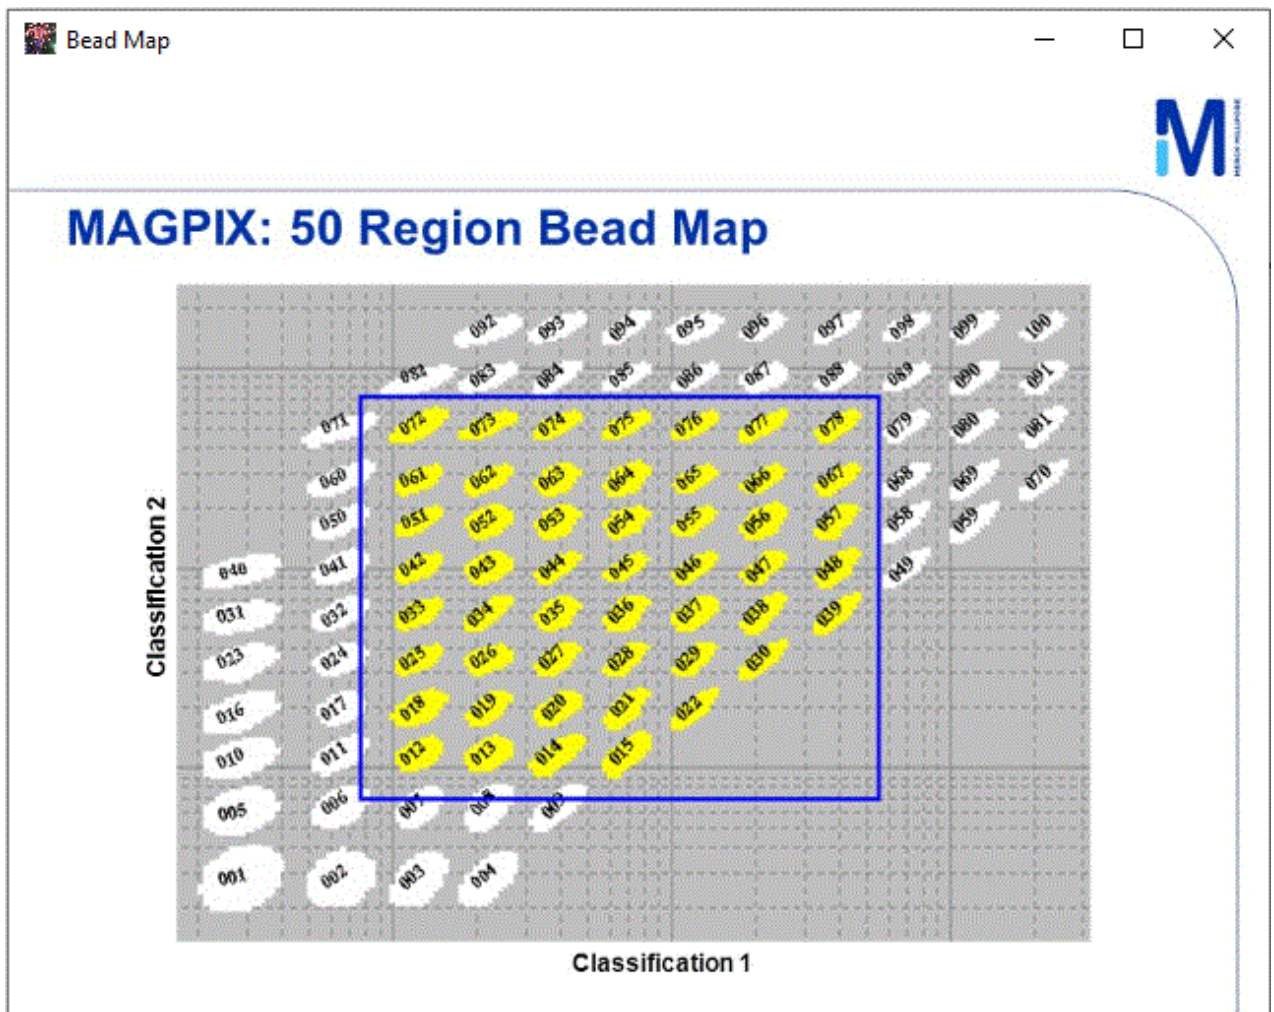 Bead Map
M
MERCK MILLIPORE
MAGPIX: 50 Region Bead Map
092 093 094 095 096 097 098 099 100
082 083 084 085 086 087 088 089 090 091
071 072 073 074 075 076 077 078 079 080 081
060 061 062 063 064 065 066 067 068 069 070
050 051 052 053 054 055 056 057 058 059
040 041 042 043 044 045 046 047 048 049
031 032 033 034 035 036 037 038 039
023 024 025 026 027 028 029 030
016 017 018 019 020 021 022
010 011 012 013 014 015
005 006 007 008 009
001 002 003 004
Classification 2
Classification 1